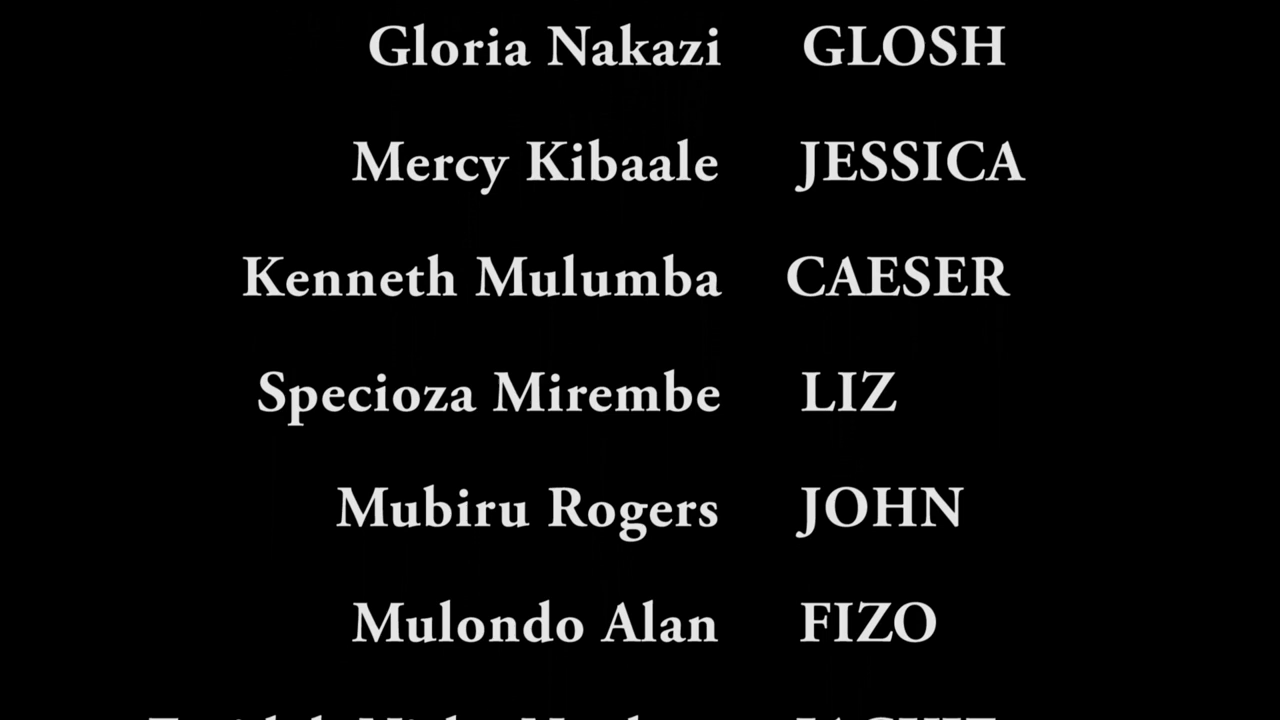 Gloria Nakazi GLOSH
Mercy Kibaale JESSICA
Kenneth Mulumba CAESER
Specioza Mirembe LIZ
Mubiru Rogers JOHN
Mulondo Alan FIZO